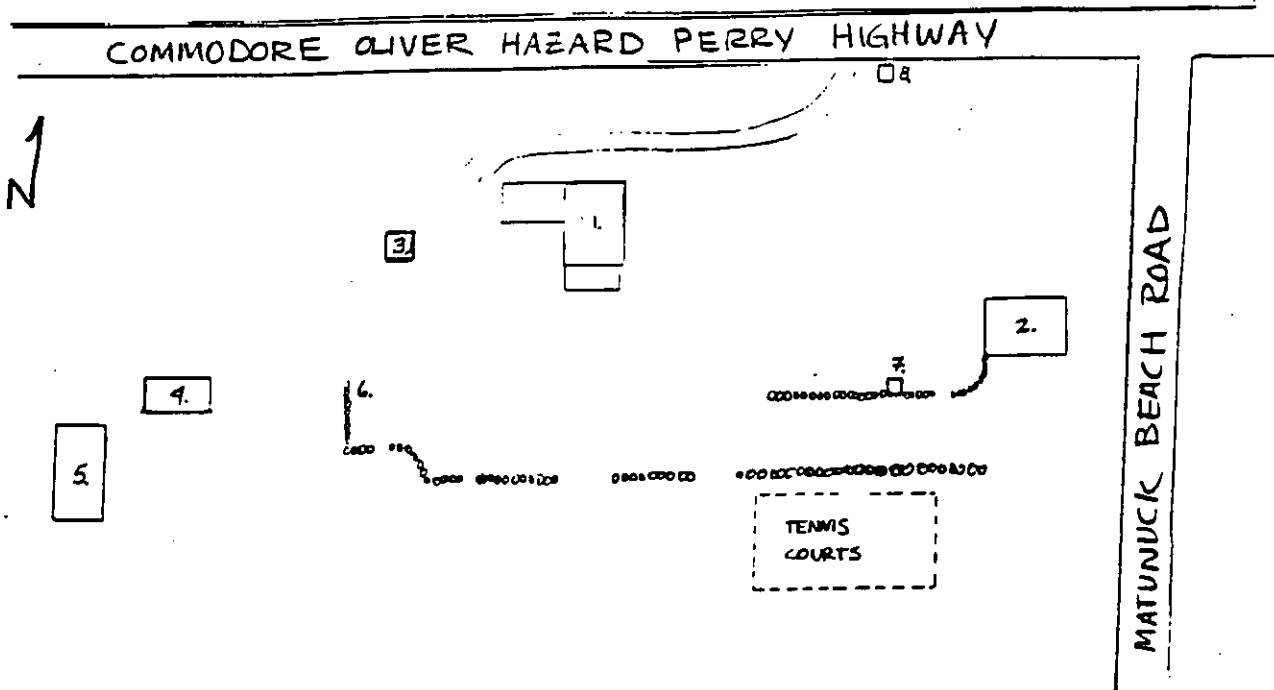 COMMODORE OLIVER HAZARD PERRY HIGHWAY
8
N
1.
3.
2.
MATUNUCK BEACH ROAD
7.
4.
6.
5.
TENNIS
COURTS